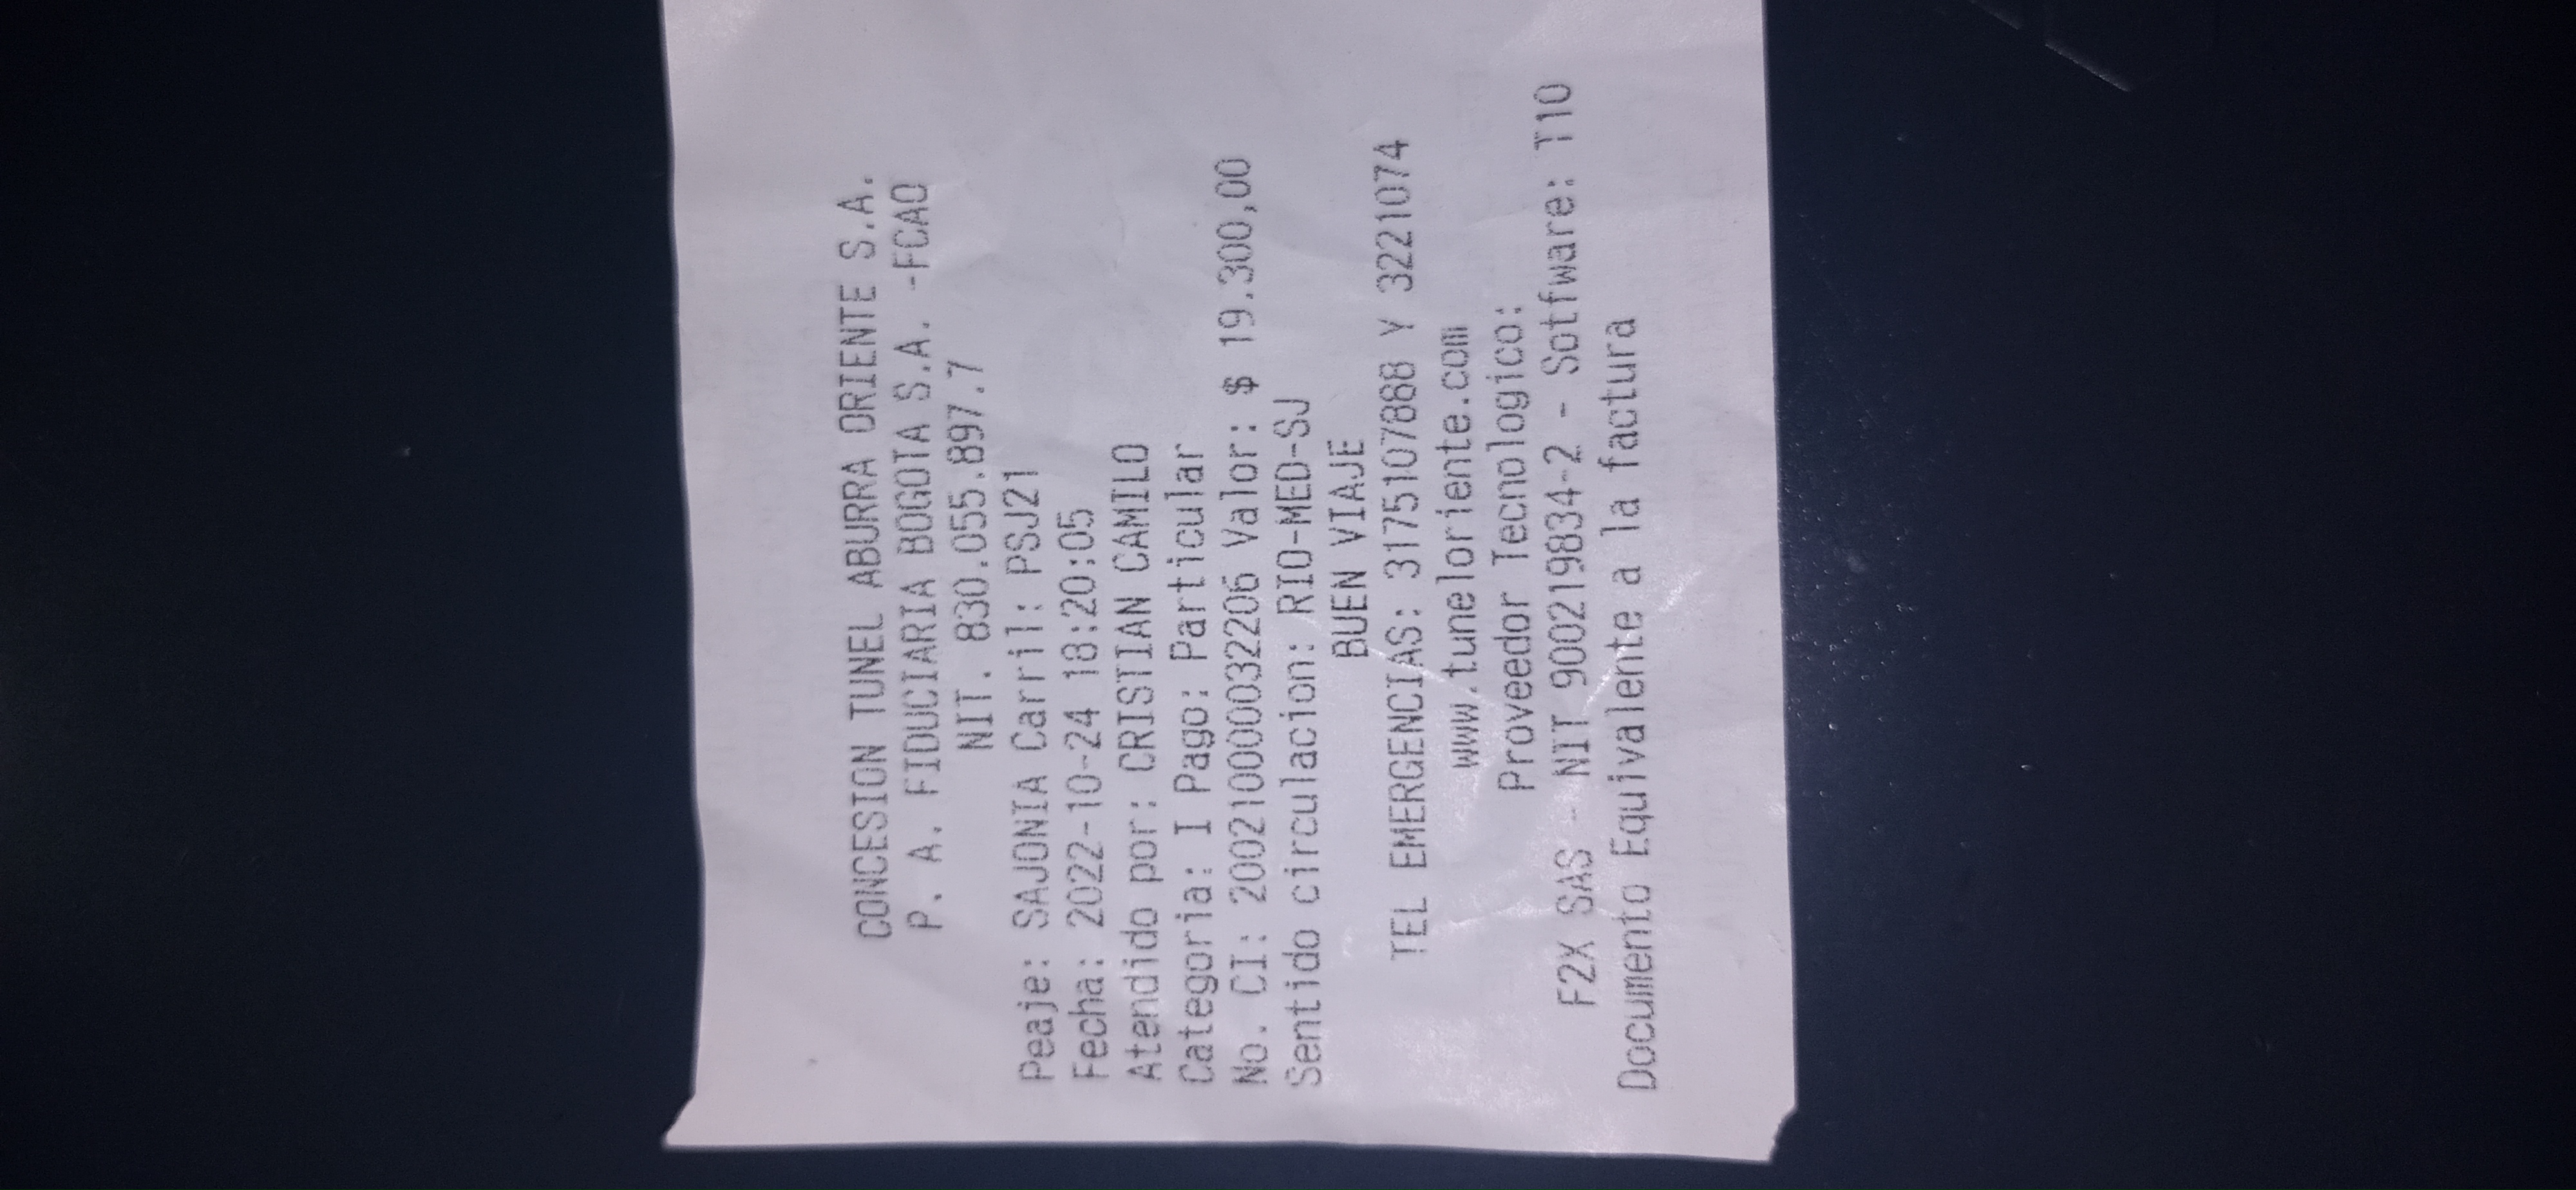 CONCESION TUNEL ABURRA ORIENTE S.A.
P. A. FIDUCIARIA BOGOTA S.A. -FCAO
NIT. 830.055.897.7
Peaje: SAJONIA Carril: PSJ21
Fecha: 2022-10-24 18:20:05
Atendido por: CRISTIAN CAMILO
Categoria: I Pago: Particular
No. CI: 20021000000032206 Valor: $ 19.300,00
Sentido circulacion: RIO-MED-SJ
BUEN VIAJE
TEL EMERGENCIAS: 3175107888 Y 3221074
www.tuneloriente.com
Proveedor Tecnologico:
F2X SAS - NIT 900219834-2 - Sotfware: T10
Documento Equivalente a la factura